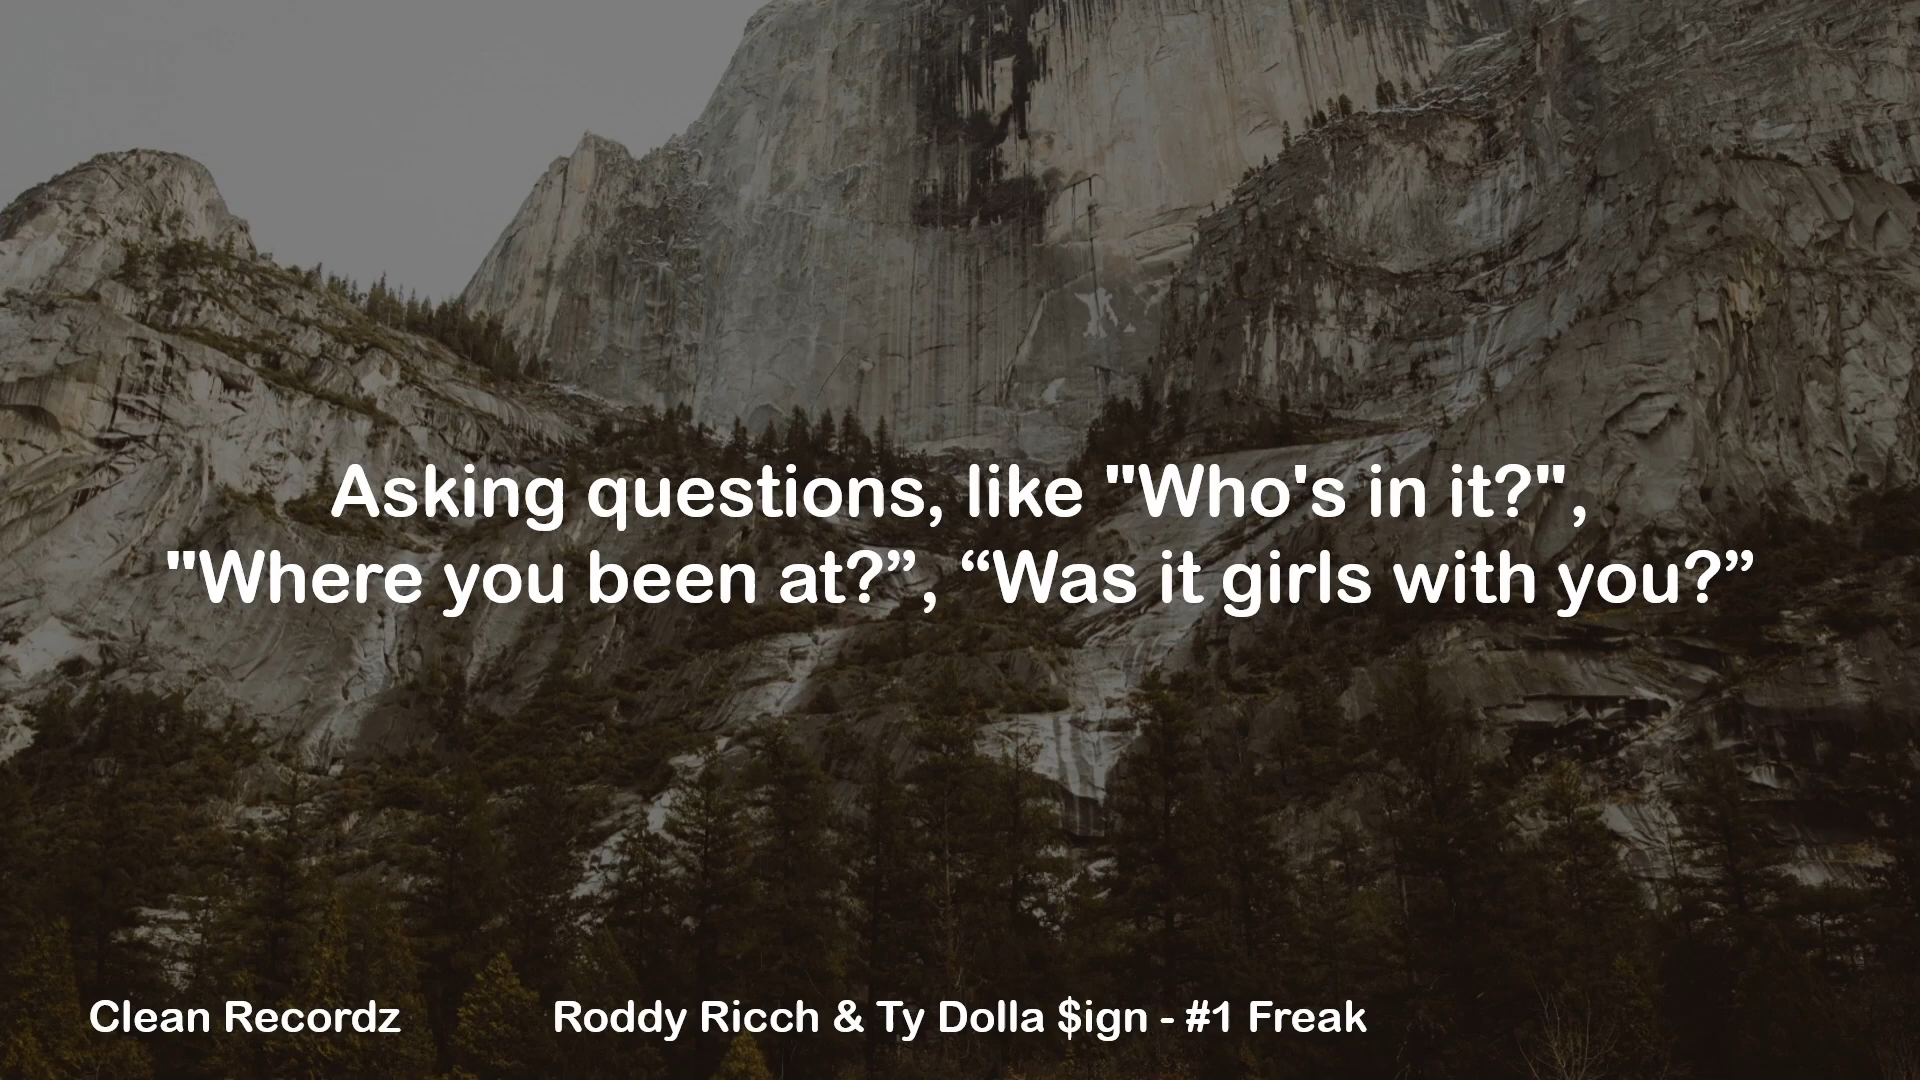 Asking questions, like "Who's in it?",
"Where you been at?”, “Was it girls with you?”
Clean Recordz
Roddy Ricch & Ty Dolla $ign - #1 Freak